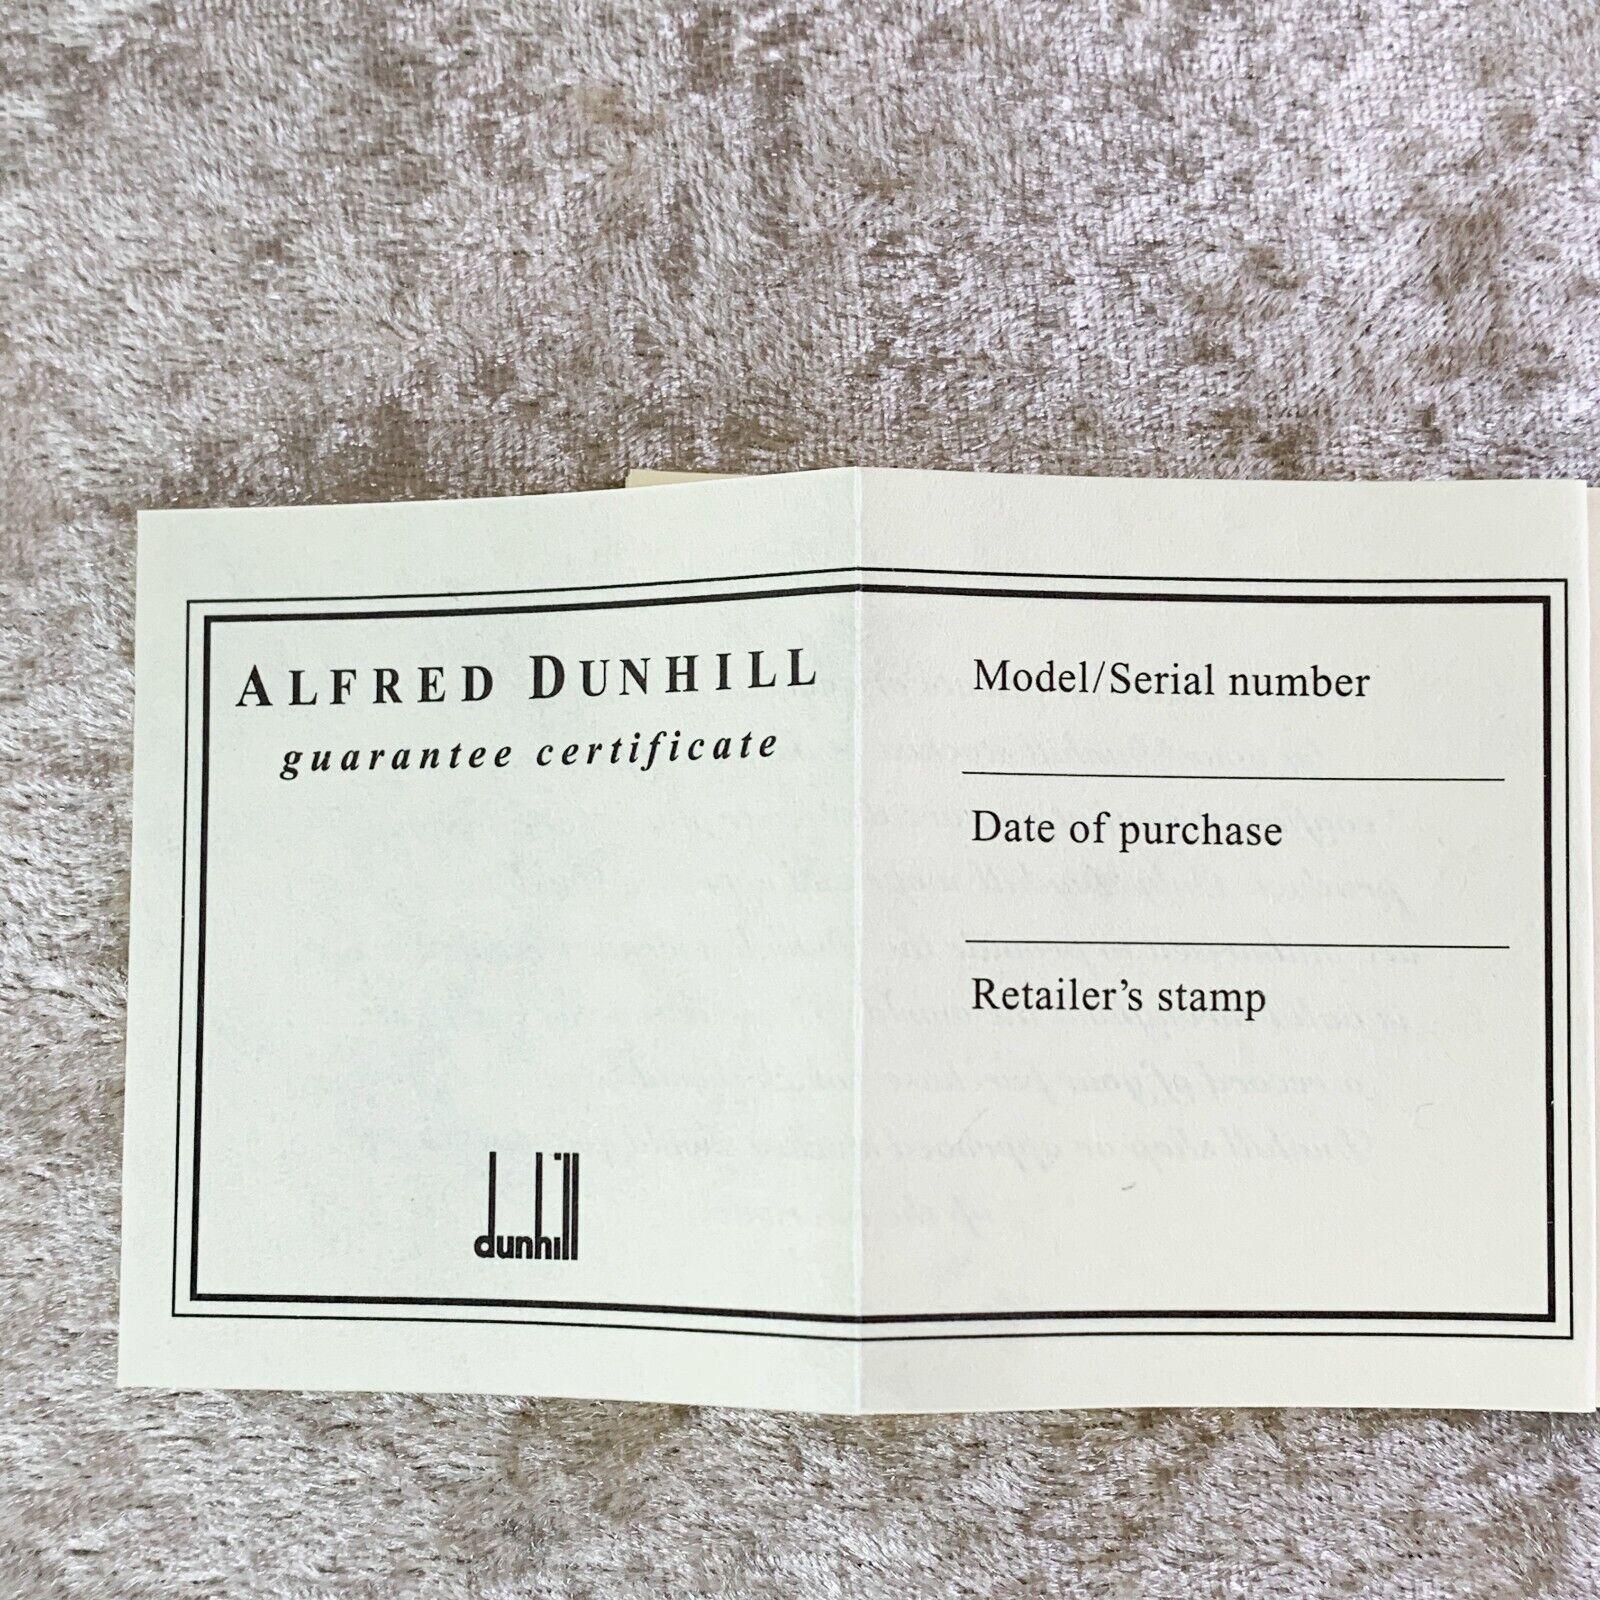 ALFRED DUNHILL
guarantee certificate
dunhill
Model/Serial number
Date of purchase
Retailer's stamp